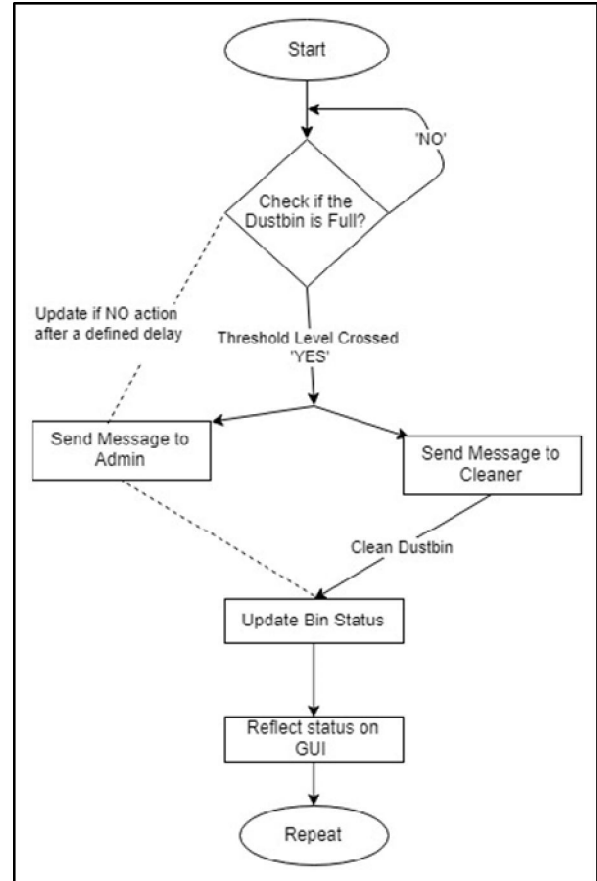 Start
'NO'
Check if the
Dustbin is Full?
Update if NO action
after a defined delay
Threshold Level Crossed
'YES'
Send Message to
Admin
Send Message to
Cleaner
Clean Dustbin
Update Bin Status
Reflect status on
GUI
Repeat